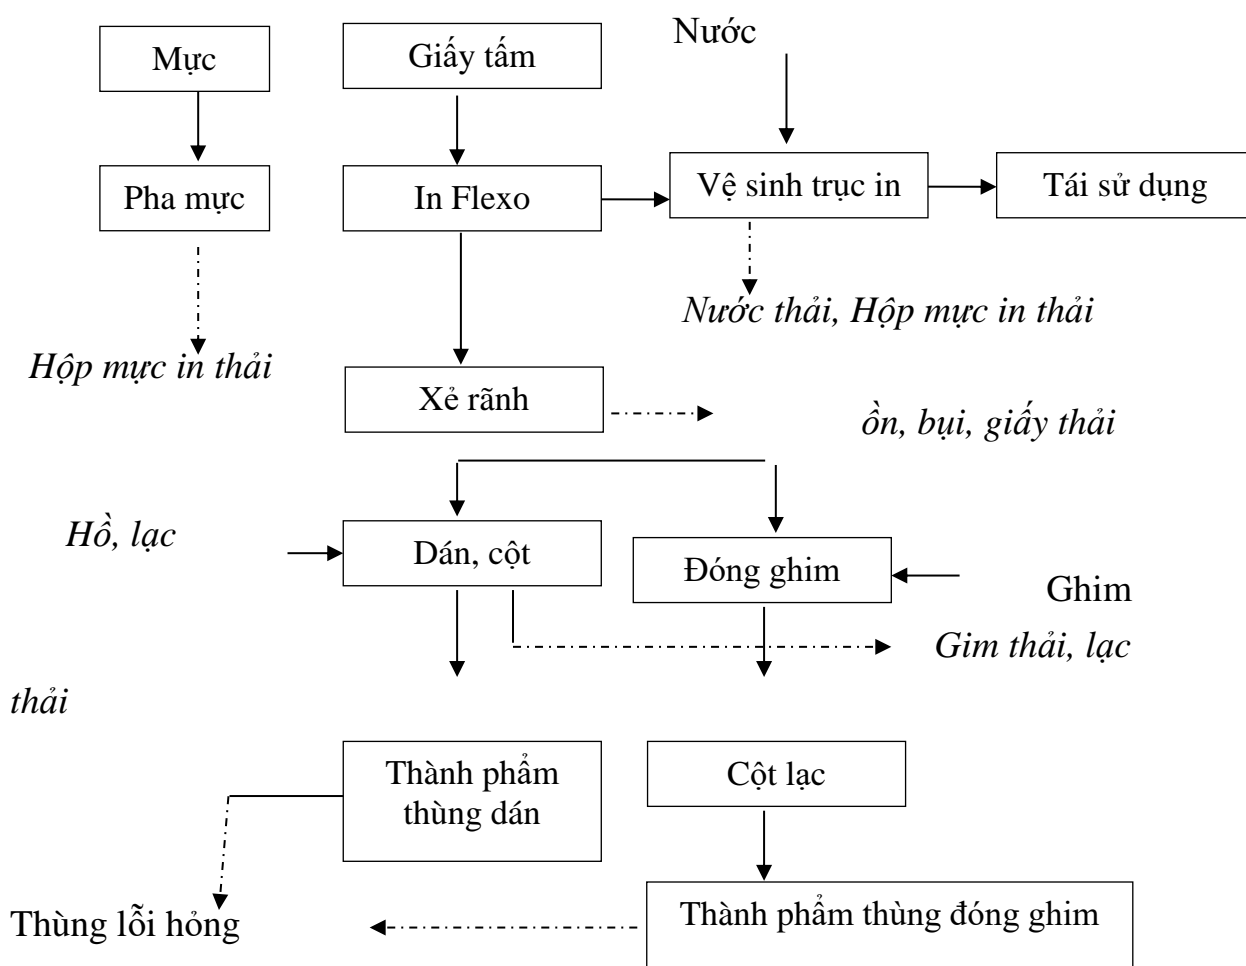 Nước
Mực
Giấy tấm
Pha mực
In Flexo
Vệ sinh trục in
Tái sử dụng
Nước thải, Hộp mực in thải
Hộp mực in thải
Xẻ rãnh
ồn, bụi, giấy thải
Hồ, lạc
Dán, cột
Đóng ghim
Ghim
Gim thải, lạc
thải
Thành phẩm
thùng dán
Cột lạc
Thùng lỗi hỏng
Thành phẩm thùng đóng ghim